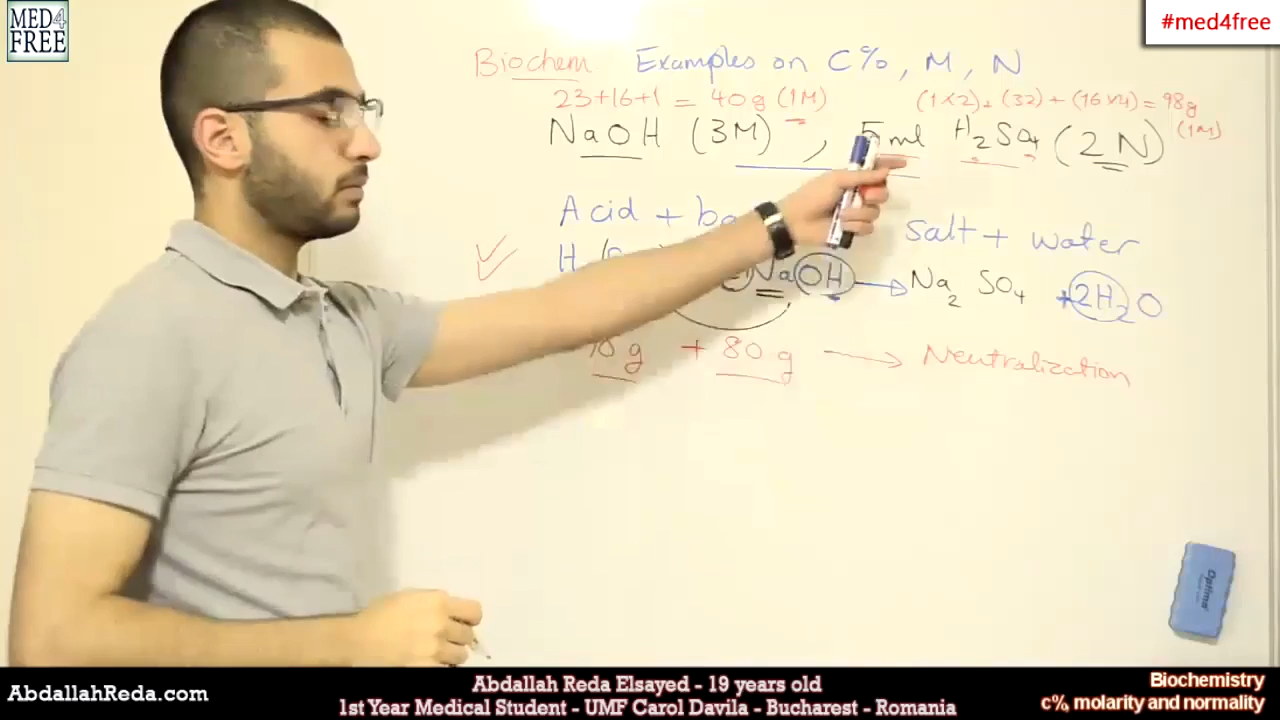 MED4
FREE
#med4free
Biochem Examples on C%, M, N
23+16+1 = 40g (1M) (1×2)+(32)+(16×4)=98g
(1M)
NaOH (3M) , 5ml H2SO4 (2N)
Acid + salt + water
H NaOH → Na2 SO4 + 2H2O
g + 80 g → Neutralization
Optima
AbdallahReda.com
Abdallah Reda Elsayed - 19 years old
1st Year Medical Student - UMF Carol Davila - Bucharest - Romania
Biochemistry
c%, molarity and normality